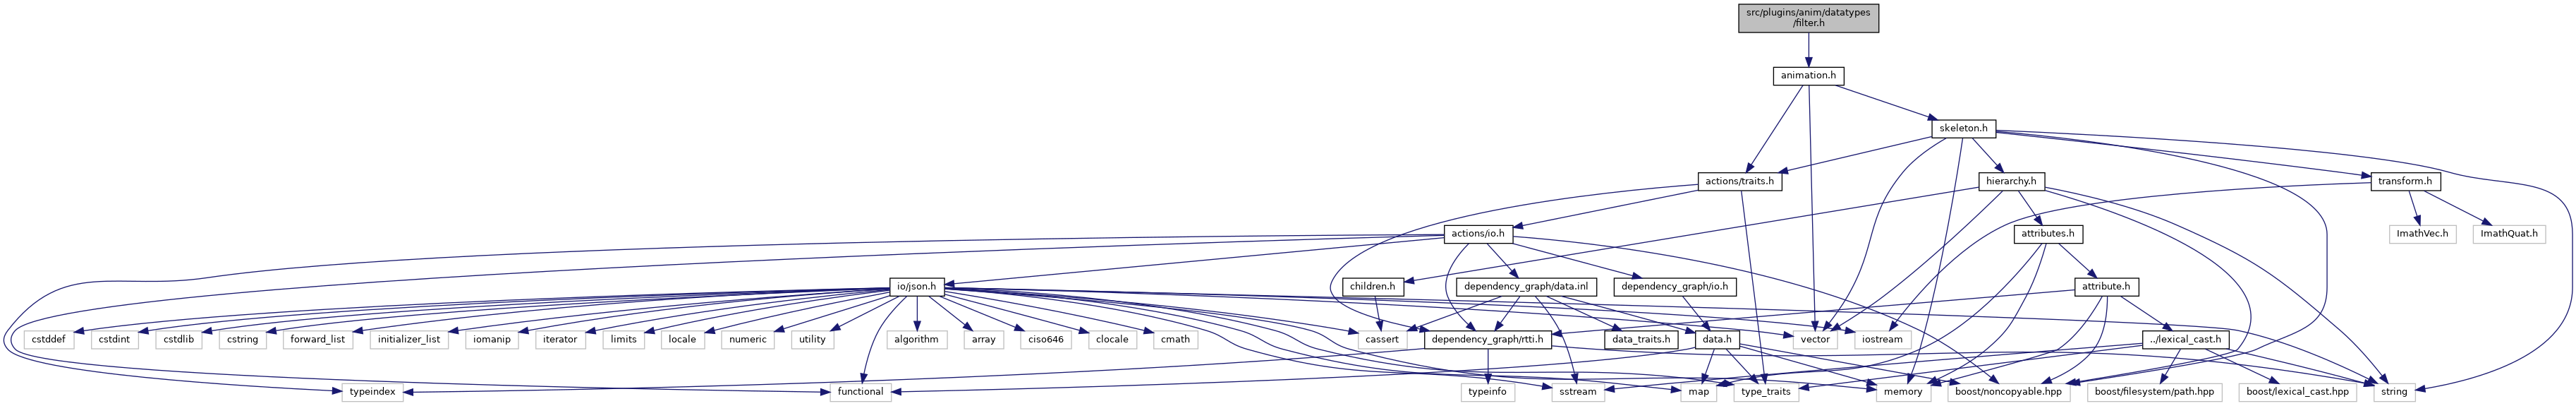 src/plugins/anim/datatypes
/filter.h
animation.h
skeleton.h
actions/traits.h
hierarchy.h
transform.h
actions/io.h
attributes.h
ImathVec.h
ImathQuat.h
io/json.h
children.h
dependency_graph/data.inl
dependency_graph/io.h
attribute.h
cstddef
cstdint
cstdlib
cstring
forward_list
initializer_list
iomanip
iterator
limits
locale
numeric
utility
algorithm
array
ciso646
clocale
cmath
cassert
dependency_graph/rtti.h
data_traits.h
data.h
vector
iostream
../lexical_cast.h
typeindex
functional
typeinfo
sstream
map
type_traits
memory
boost/noncopyable.hpp
boost/filesystem/path.hpp
boost/lexical_cast.hpp
string